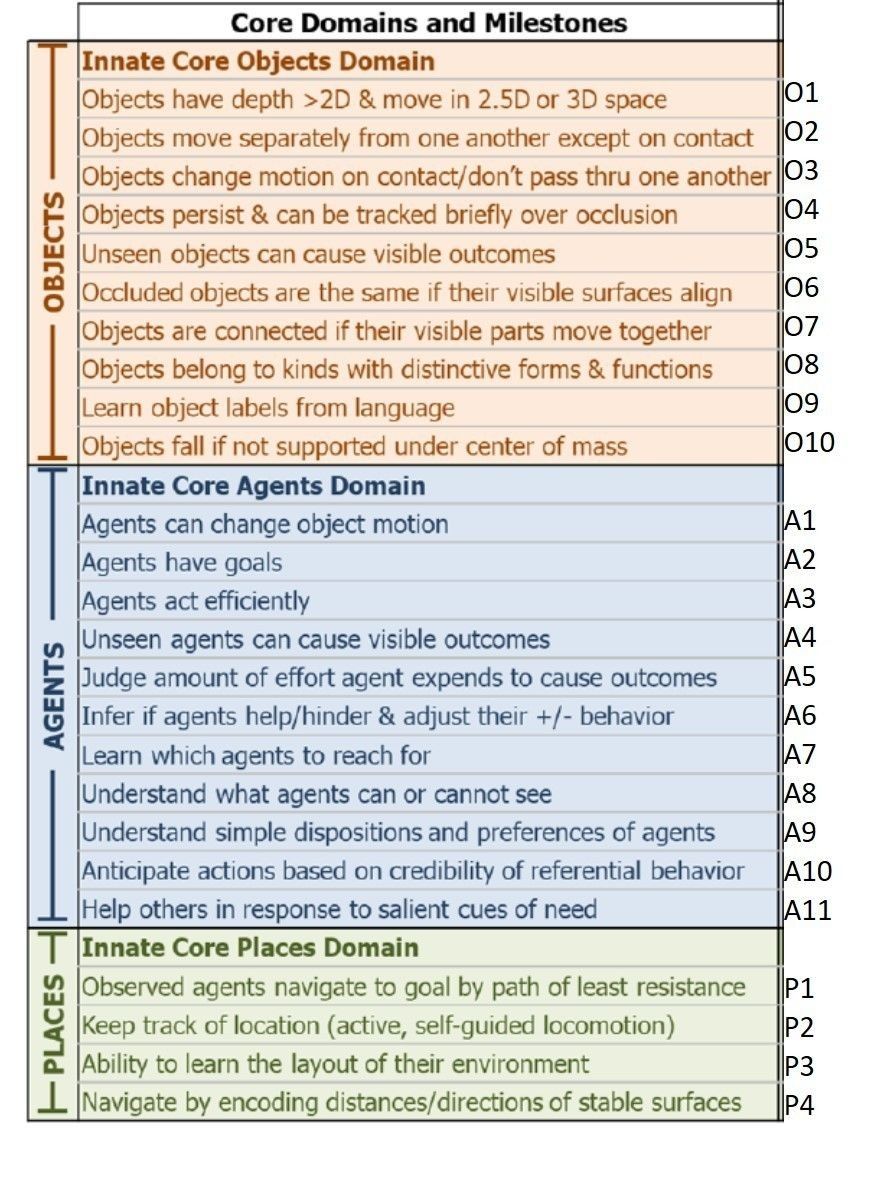 Core Domains and Milestones
OBJECTS
Innate Core Objects Domain
Objects have depth >2D & move in 2.5D or 3D space O1
Objects move separately from one another except on contact O2
Objects change motion on contact/don't pass thru one another O3
Objects persist & can be tracked briefly over occlusion O4
Unseen objects can cause visible outcomes O5
Occluded objects are the same if their visible surfaces align O6
Objects are connected if their visible parts move together O7
Objects belong to kinds with distinctive forms & functions O8
Learn object labels from language O9
Objects fall if not supported under center of mass O10
AGENTS
Innate Core Agents Domain
Agents can change object motion A1
Agents have goals A2
Agents act efficiently A3
Unseen agents can cause visible outcomes A4
Judge amount of effort agent expends to cause outcomes A5
Infer if agents help/hinder & adjust their +/- behavior A6
Learn which agents to reach for A7
Understand what agents can or cannot see A8
Understand simple dispositions and preferences of agents A9
Anticipate actions based on credibility of referential behavior A10
Help others in response to salient cues of need A11
PLACES
Innate Core Places Domain
Observed agents navigate to goal by path of least resistance P1
Keep track of location (active, self-guided locomotion) P2
Ability to learn the layout of their environment P3
Navigate by encoding distances/directions of stable surfaces P4